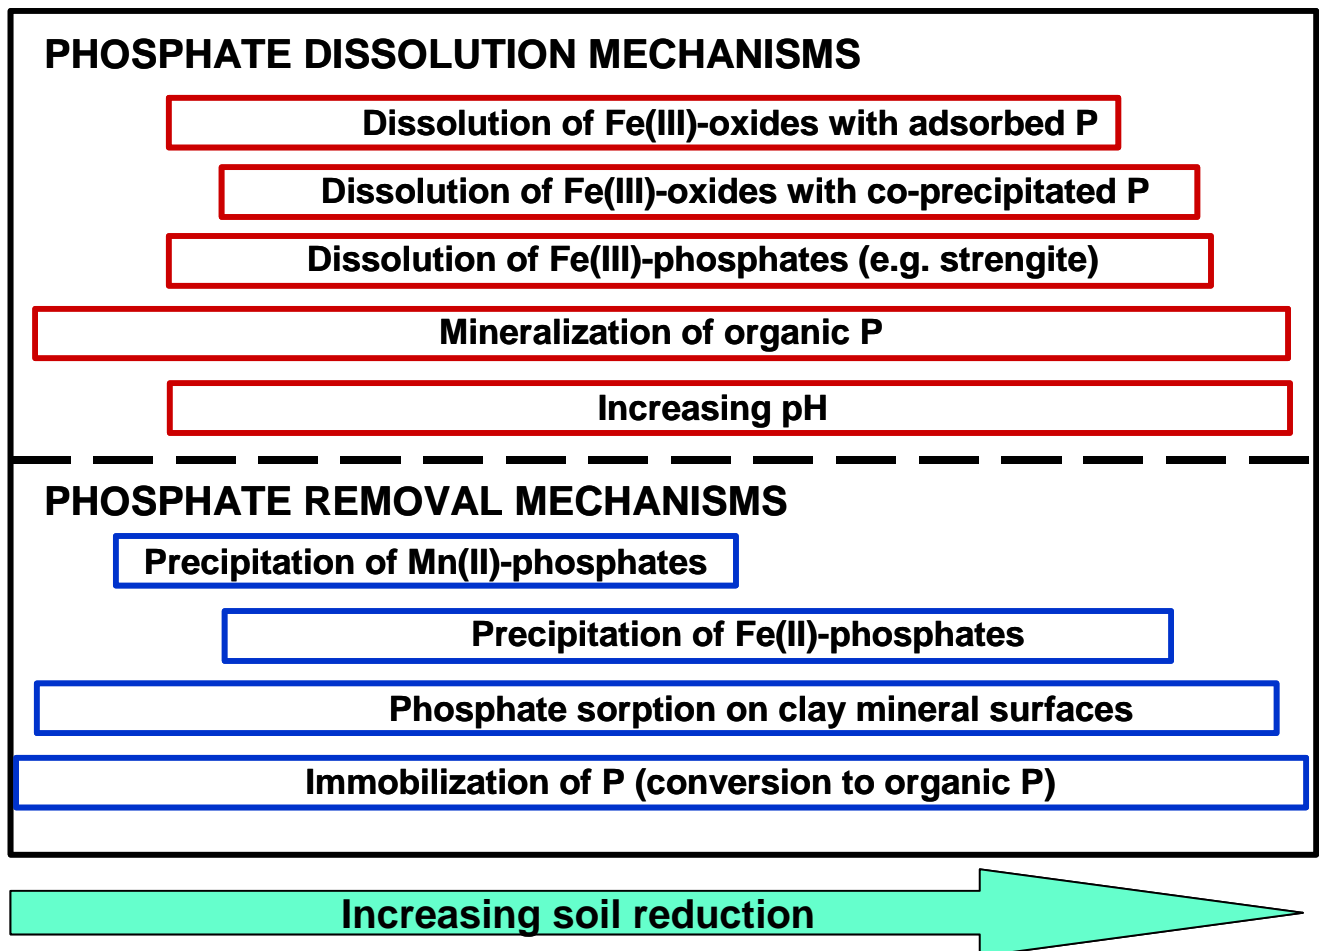 PHOSPHATE DISSOLUTION MECHANISMS
Dissolution of Fe(III)-oxides with adsorbed P
Dissolution of Fe(III)-oxides with co-precipitated P
Dissolution of Fe(III)-phosphates (e.g. strengite)
Mineralization of organic P
Increasing pH
PHOSPHATE REMOVAL MECHANISMS
Precipitation of Mn(II)-phosphates
Precipitation of Fe(II)-phosphates
Phosphate sorption on clay mineral surfaces
Immobilization of P (conversion to organic P)
Increasing soil reduction